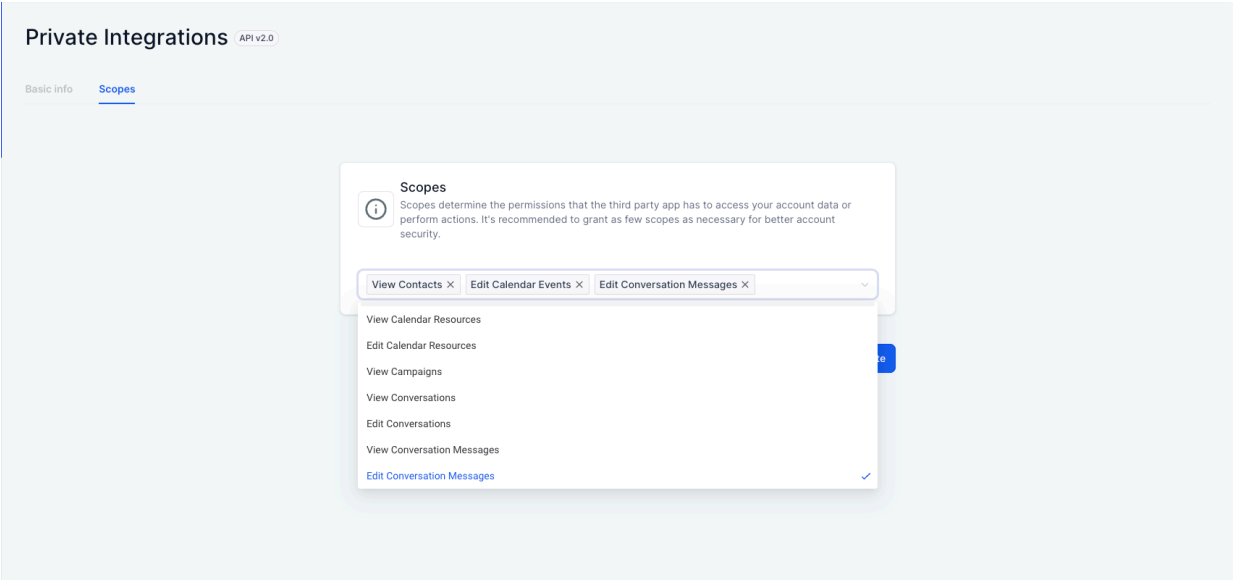 Private Integrations API v2.0
Basic info Scopes
Scopes
Scopes determine the permissions that the third party app has to access your account data or
perform actions. It's recommended to grant as few scopes as necessary for better account
security.
View Contacts Edit Calendar Events Edit Conversation Messages
View Calendar Resources
Edit Calendar Resources
View Campaigns
View Conversations
Edit Conversations
View Conversation Messages
Edit Conversation Messages